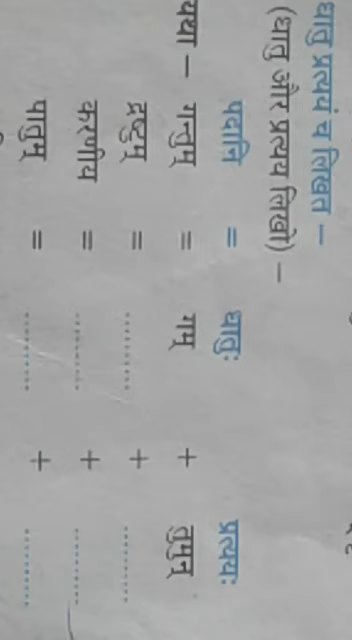 धातु प्रत्ययं च लिखत –
(धातु और प्रत्यय लिखो) –
पदानि = धातुः प्रत्ययः
यथा – गन्तुम् = गम् + तुमुन्
द्रष्टुम् = .......... + ..........
करणीय = .......... + ..........
पातुम् = .......... + ..........